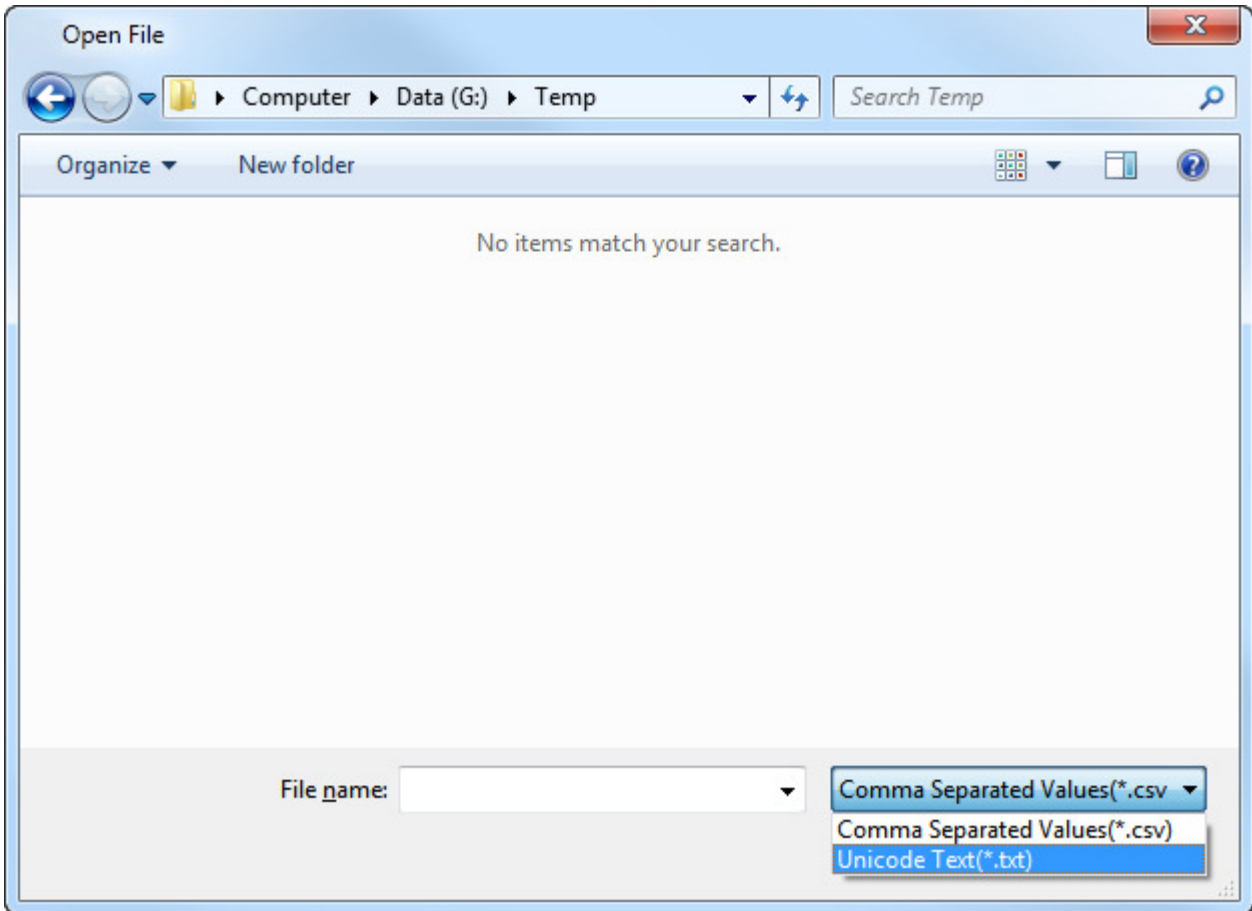 Open File
Computer Data (G:) Temp Search Temp
Organize New folder
No items match your search.
File name: Comma Separated Values(*.csv
Comma Separated Values(*.csv)
Unicode Text(*.txt)